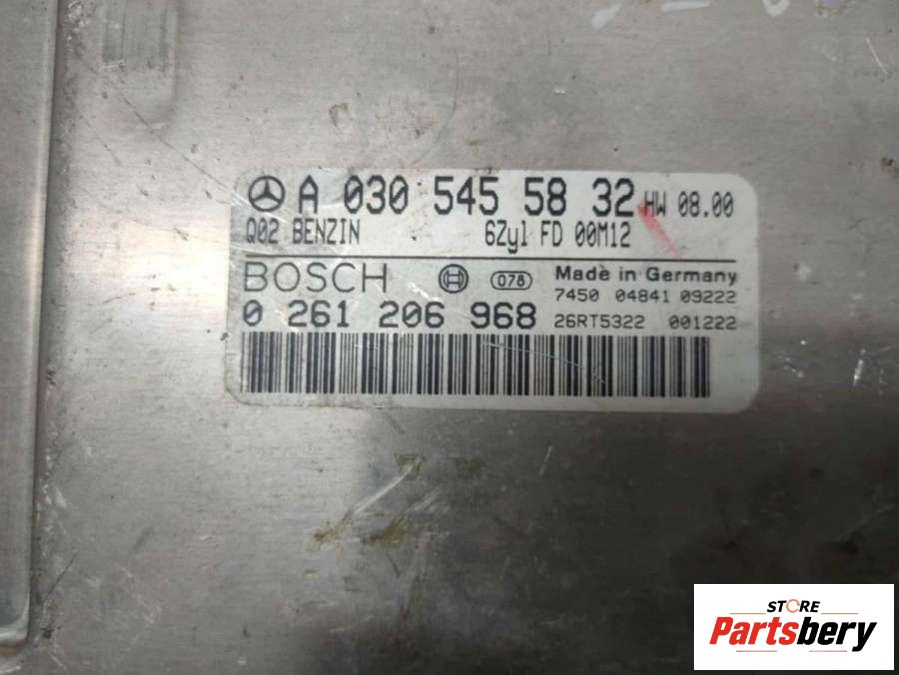 A 030 545 58 32 HW 08.00
Q02 BENZIN 6Zyl FD 00M12
BOSCH 078 Made in Germany
7450 04841 09222
0 261 206 968 26RT5322 001222
STORE
Partsbery